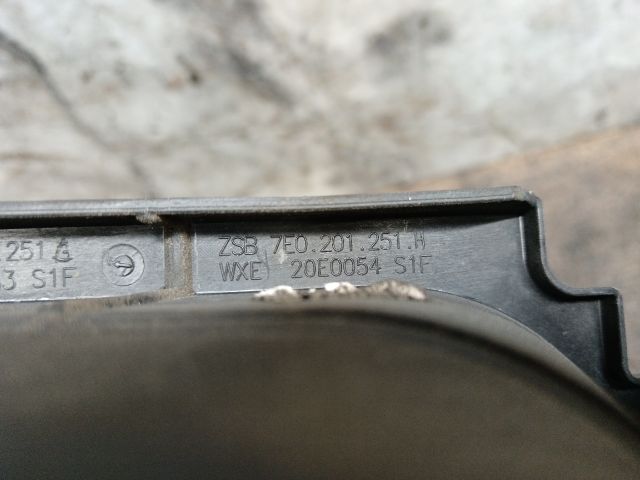 .251 G
3 S1F
ZSB 7E0.201.251.H
WXE 20E0054 S1F